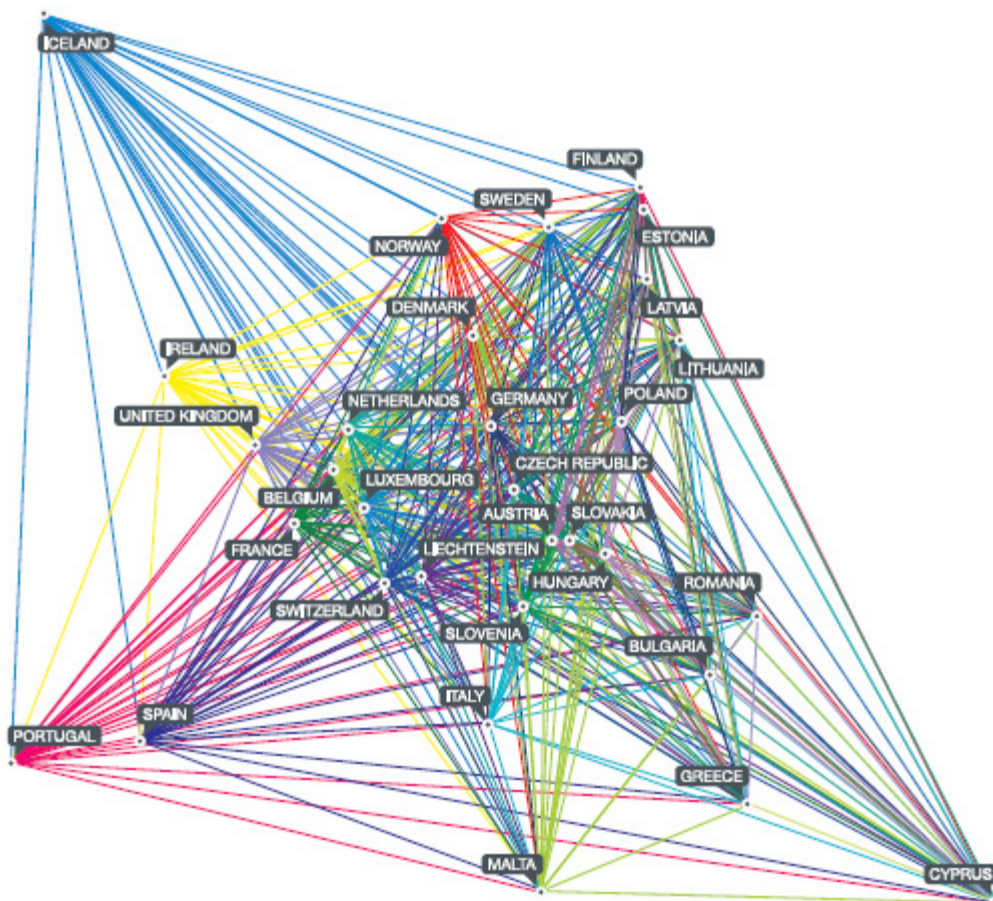 ICELAND
FINLAND
SWEDEN
NORWAY
ESTONIA
DENMARK
LATVIA
IRELAND
LITHUANIA
NETHERLANDS
GERMANY
POLAND
UNITED KINGDOM
CZECH REPUBLIC
LUXEMBOURG
BELGIUM
AUSTRIA
SLOVAKIA
FRANCE
LIECHTENSTEIN
HUNGARY
ROMANIA
SWITZERLAND
SLOVENIA
BULGARIA
ITALY
SPAIN
PORTUGAL
GREECE
MALTA
CYPRUS